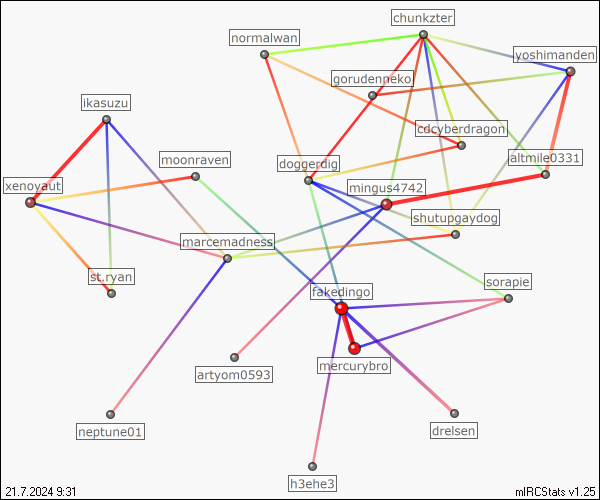 chunkzter
normalwan
yoshimanden
gorudenneko
ikasuzu
cdcyberdragon
moonraven
altmile0331
doggerdig
xenoyaut
mingus4742
shutupgaydog
marcemadness
st.ryan
sorapie
fakedingo
mercurybro
artyom0593
neptune01
drelsen
h3ehe3
21.7.2024 9:31
mIRCStats v1.25